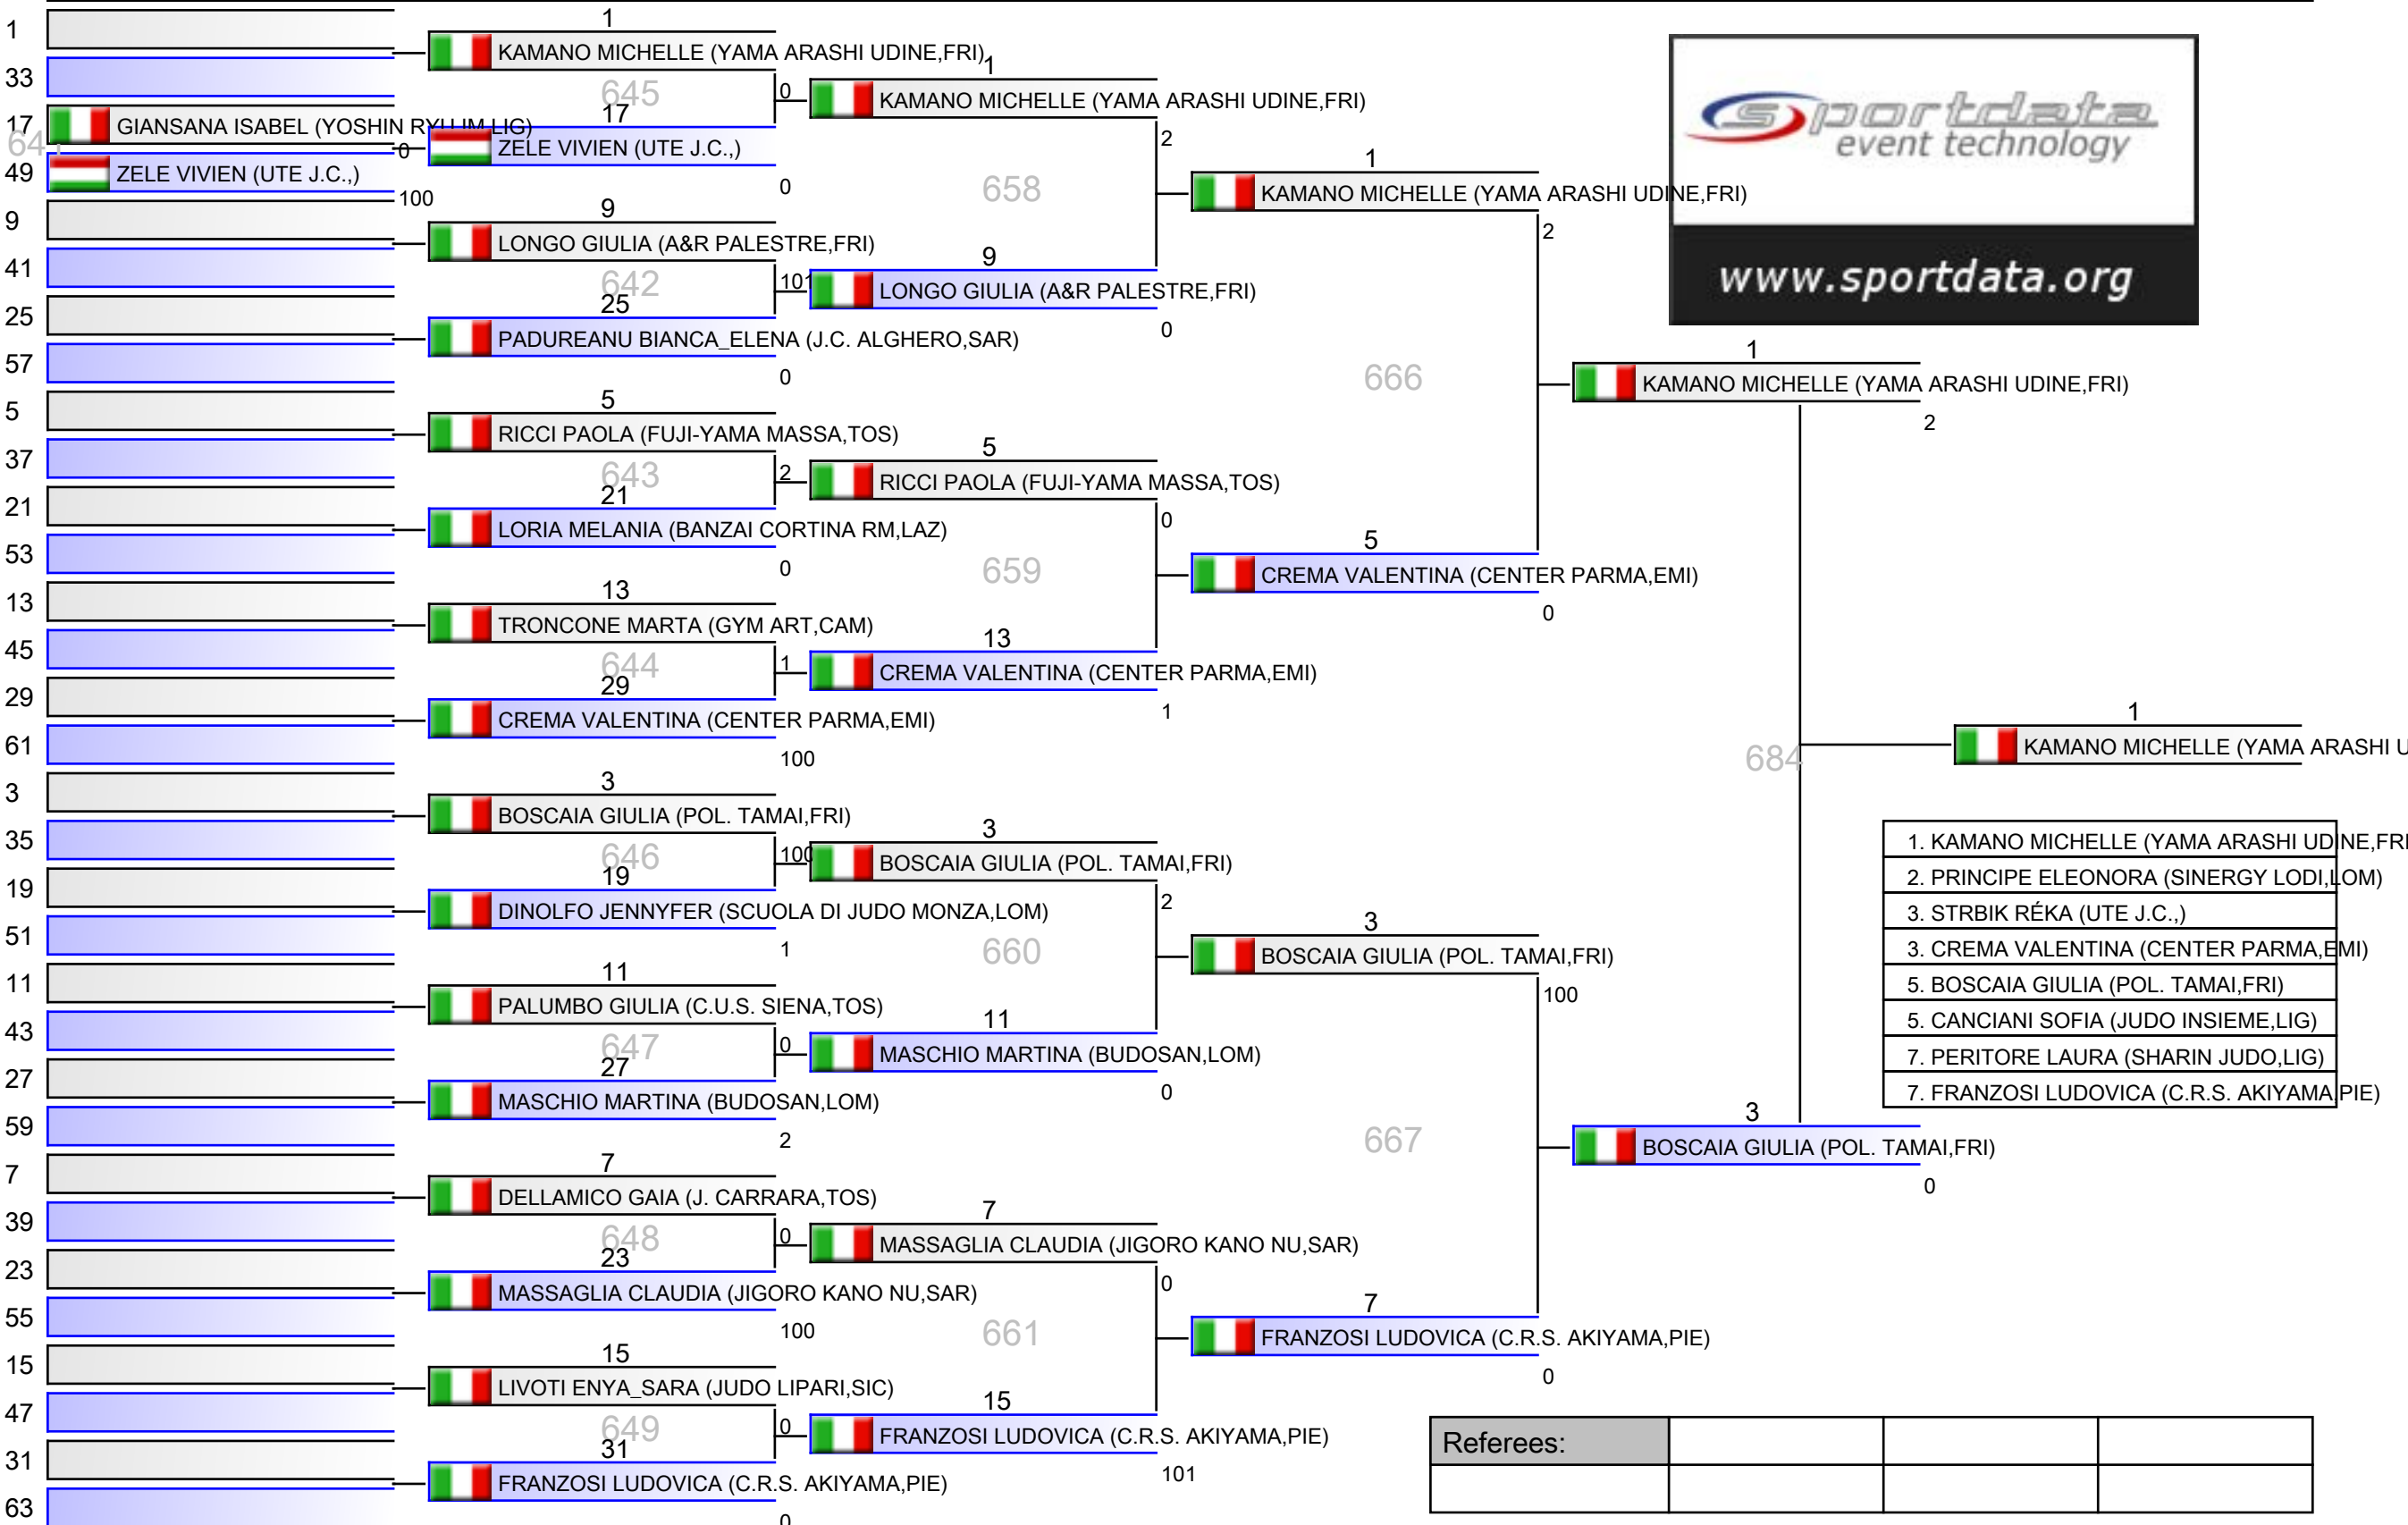 1
33
17
49
9
41
25
57
5
37
21
53
13
45
29
61
3
35
19
51
11
43
27
59
7
39
23
55
15
47
31
63
GIANSANA ISABEL (YOSHIN RYU IM,LIG)
0
64
ZELE VIVIEN (UTE J.C.,)
100
1
KAMANO MICHELLE (YAMA ARASHI UDINE,FRI)
0
645
17
ZELE VIVIEN (UTE J.C.,)
0
9
LONGO GIULIA (A&R PALESTRE,FRI)
101
642
25
PADUREANU BIANCA_ELENA (J.C. ALGHERO,SAR)
0
5
RICCI PAOLA (FUJI-YAMA MASSA,TOS)
2
643
21
LORIA MELANIA (BANZAI CORTINA RM,LAZ)
0
13
TRONCONE MARTA (GYM ART,CAM)
1
644
29
CREMA VALENTINA (CENTER PARMA,EMI)
100
3
BOSCAIA GIULIA (POL. TAMAI,FRI)
100
646
19
DINOLFO JENNYFER (SCUOLA DI JUDO MONZA,LOM)
1
11
PALUMBO GIULIA (C.U.S. SIENA,TOS)
0
647
27
MASCHIO MARTINA (BUDOSAN,LOM)
2
7
DELLAMICO GAIA (J. CARRARA,TOS)
0
648
23
MASSAGLIA CLAUDIA (JIGORO KANO NU,SAR)
100
15
LIVOTI ENYA_SARA (JUDO LIPARI,SIC)
0
649
31
FRANZOSI LUDOVICA (C.R.S. AKIYAMA,PIE)
0
1
KAMANO MICHELLE (YAMA ARASHI UDINE,FRI)
2
658
9
LONGO GIULIA (A&R PALESTRE,FRI)
0
5
RICCI PAOLA (FUJI-YAMA MASSA,TOS)
0
659
13
CREMA VALENTINA (CENTER PARMA,EMI)
1
3
BOSCAIA GIULIA (POL. TAMAI,FRI)
2
660
11
MASCHIO MARTINA (BUDOSAN,LOM)
0
7
MASSAGLIA CLAUDIA (JIGORO KANO NU,SAR)
0
661
15
FRANZOSI LUDOVICA (C.R.S. AKIYAMA,PIE)
101
1
KAMANO MICHELLE (YAMA ARASHI UDINE,FRI)
2
666
5
CREMA VALENTINA (CENTER PARMA,EMI)
0
3
BOSCAIA GIULIA (POL. TAMAI,FRI)
100
667
7
FRANZOSI LUDOVICA (C.R.S. AKIYAMA,PIE)
0
sportdata
event technology
www.sportdata.org
1
KAMANO MICHELLE (YAMA ARASHI UDINE,FRI)
2
684
3
BOSCAIA GIULIA (POL. TAMAI,FRI)
0
1
KAMANO MICHELLE (YAMA ARASHI U
1. KAMANO MICHELLE (YAMA ARASHI UDINE,FRI
2. PRINCIPE ELEONORA (SINERGY LODI,LOM)
3. STRBIK RÉKA (UTE J.C.,)
3. CREMA VALENTINA (CENTER PARMA,EMI)
5. BOSCAIA GIULIA (POL. TAMAI,FRI)
5. CANCIANI SOFIA (JUDO INSIEME,LIG)
7. PERITORE LAURA (SHARIN JUDO,LIG)
7. FRANZOSI LUDOVICA (C.R.S. AKIYAMA,PIE)
Referees: